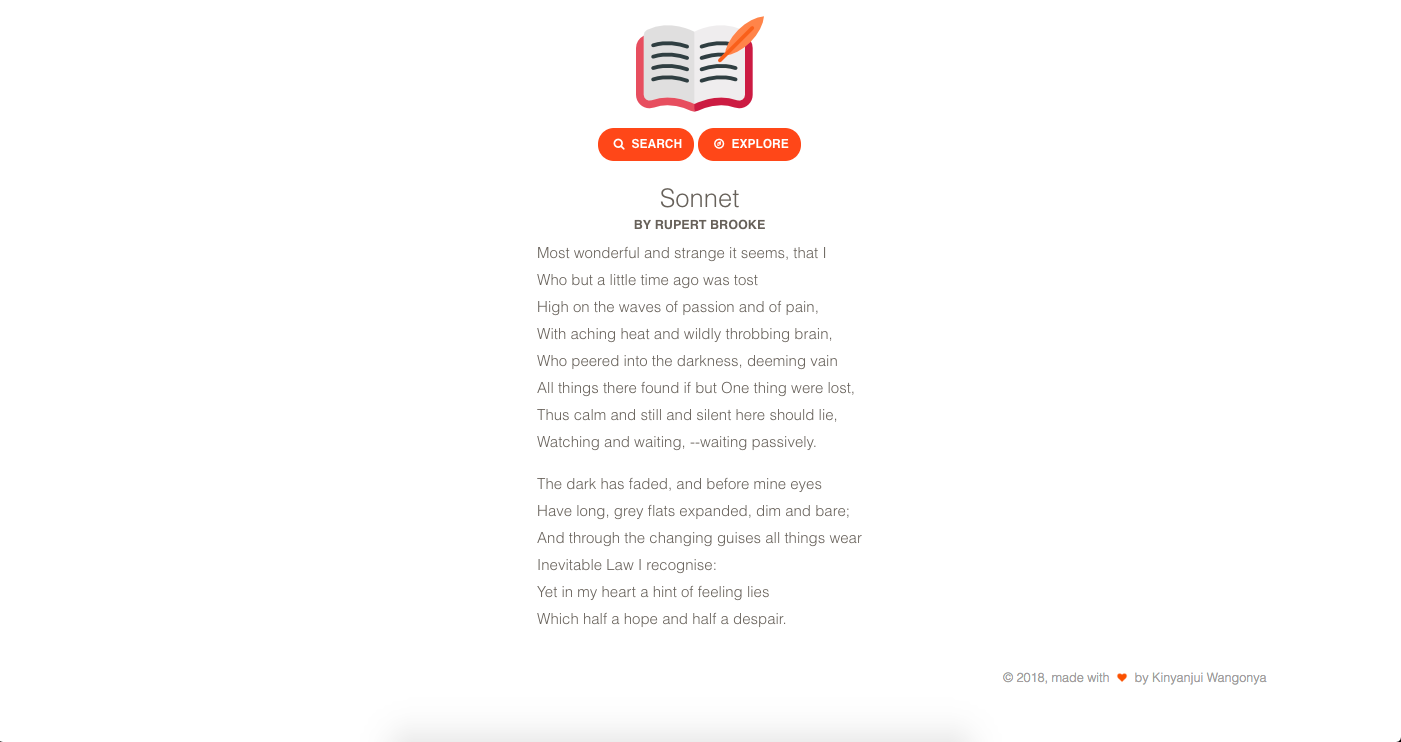 SEARCH
EXPLORE
Sonnet
BY RUPERT BROOKE
Most wonderful and strange it seems, that I
Who but a little time ago was tost
High on the waves of passion and of pain,
With aching heat and wildly throbbing brain,
Who peered into the darkness, deeming vain
All things there found if but One thing were lost,
Thus calm and still and silent here should lie,
Watching and waiting, --waiting passively.
The dark has faded, and before mine eyes
Have long, grey flats expanded, dim and bare;
And through the changing guises all things wear
Inevitable Law I recognise:
Yet in my heart a hint of feeling lies
Which half a hope and half a despair.
© 2018, made with ♥ by Kinyanjui Wangonya